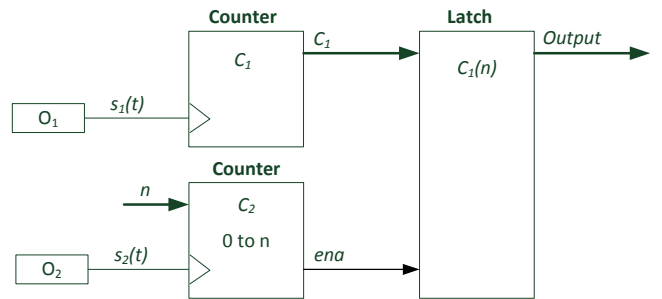 Counter
Latch
C₁
C₁
Output
C₁(n)
O₁
s₁(t)
Counter
n
C₂
0 to n
O₂
s₂(t)
ena